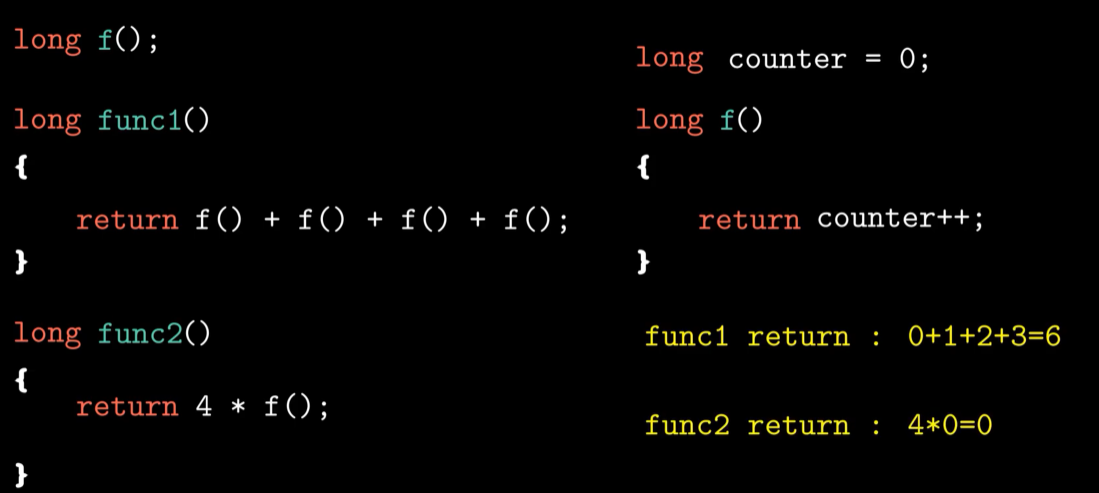 long f();
long func1()
{
    return f() + f() + f() + f();
}
long func2()
{
    return 4 * f();
}
long counter = 0;
long f()
{
    return counter++;
}
func1 return : 0+1+2+3=6
func2 return : 4*0=0